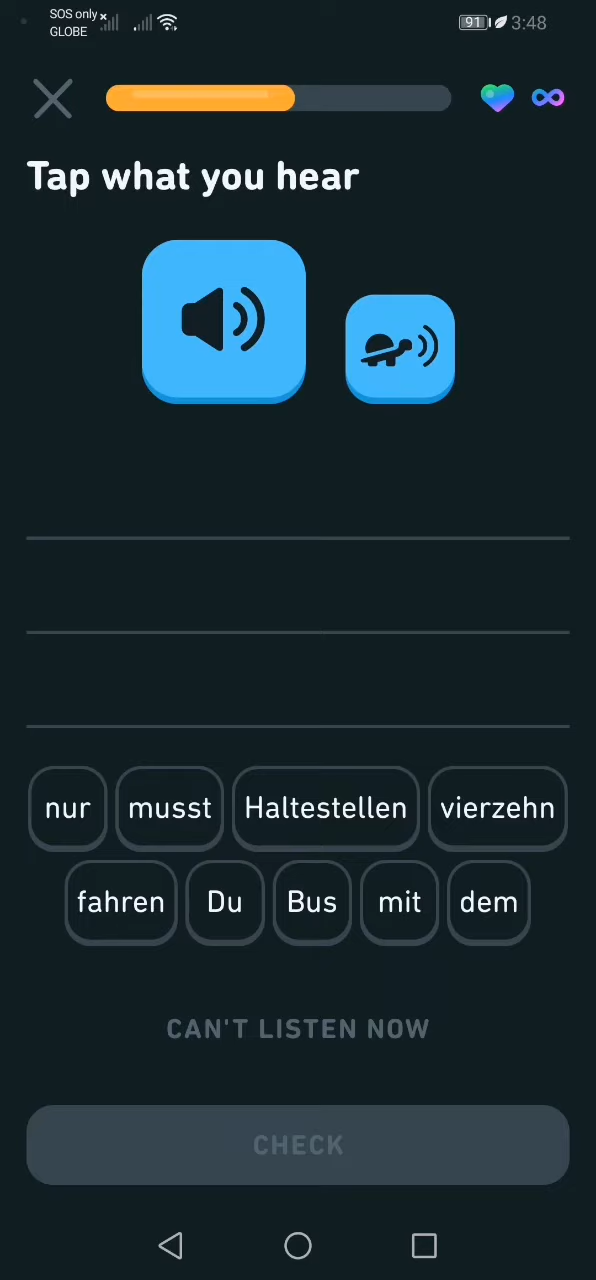 SOS only
GLOBE
91 3:48
Tap what you hear
nur musst Haltestellen vierzehn
fahren Du Bus mit dem
CAN'T LISTEN NOW
CHECK